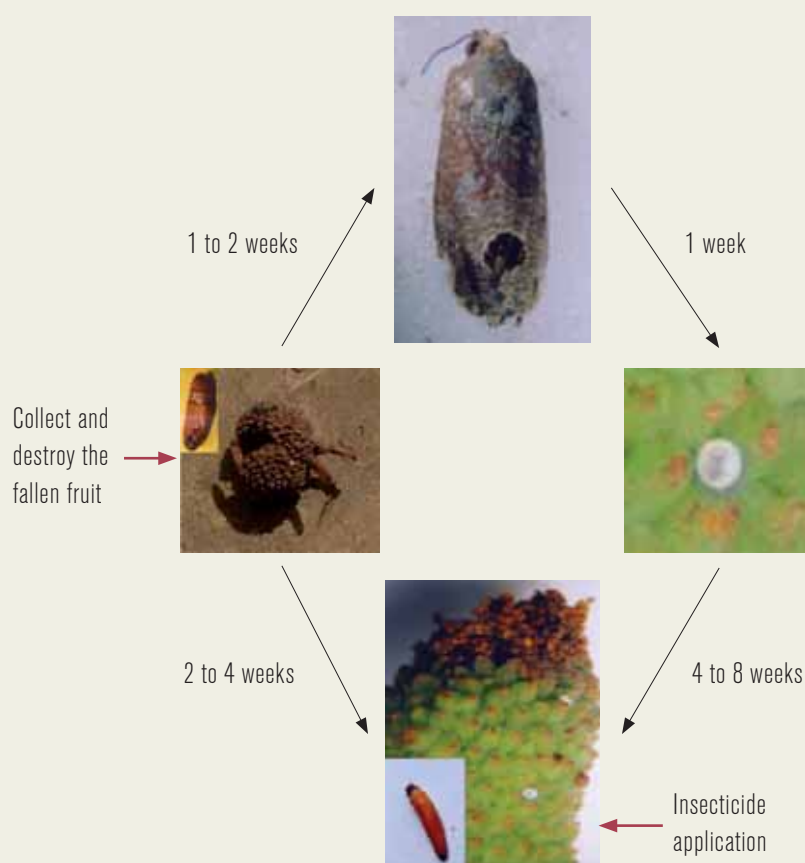 1 to 2 weeks
1 week
Collect and
destroy the
fallen fruit
2 to 4 weeks
4 to 8 weeks
Insecticide
application